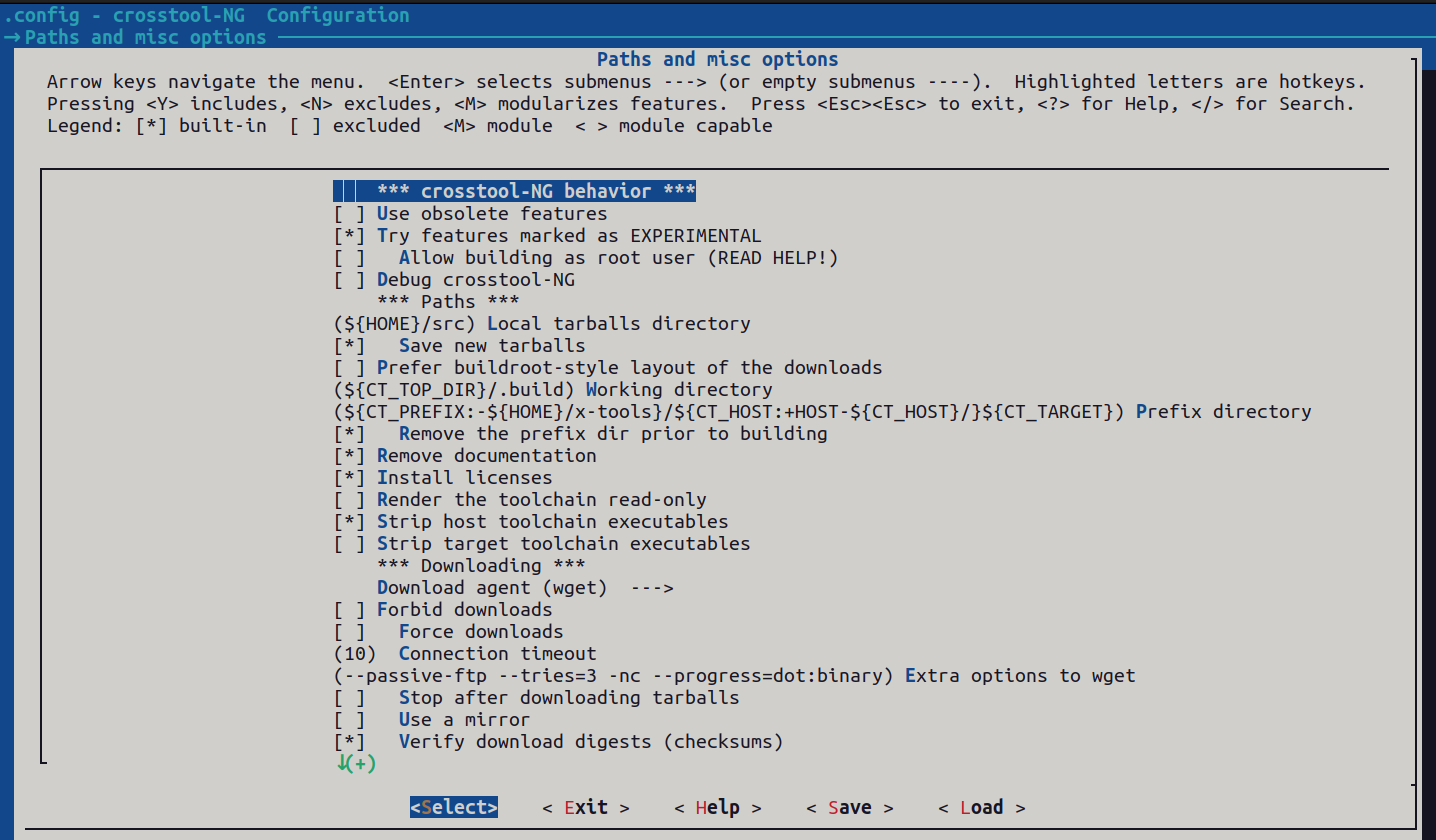 .config - crosstool-NG  Configuration
→Paths and misc options
Paths and misc options
Arrow keys navigate the menu.  <Enter> selects submenus ---> (or empty submenus ----).  Highlighted letters are hotkeys.
Pressing <Y> includes, <N> excludes, <M> modularizes features.  Press <Esc><Esc> to exit, <?> for Help, </> for Search.
Legend: [*] built-in  [ ] excluded  <M> module  < > module capable
*** crosstool-NG behavior ***
[ ] Use obsolete features
[*] Try features marked as EXPERIMENTAL
[ ]   Allow building as root user (READ HELP!)
[ ] Debug crosstool-NG
*** Paths ***
(${HOME}/src) Local tarballs directory
[*]   Save new tarballs
[ ] Prefer buildroot-style layout of the downloads
(${CT_TOP_DIR}/.build) Working directory
(${CT_PREFIX:-${HOME}/x-tools}/${CT_HOST:+HOST-${CT_HOST}/}${CT_TARGET}) Prefix directory
[*]   Remove the prefix dir prior to building
[*] Remove documentation
[*] Install licenses
[ ] Render the toolchain read-only
[*] Strip host toolchain executables
[ ] Strip target toolchain executables
*** Downloading ***
Download agent (wget)  --->
[ ] Forbid downloads
[ ]   Force downloads
(10)  Connection timeout
(--passive-ftp --tries=3 -nc --progress=dot:binary) Extra options to wget
[ ]   Stop after downloading tarballs
[ ]   Use a mirror
[*]   Verify download digests (checksums)
↓(+)
<Select>    < Exit >    < Help >    < Save >    < Load >